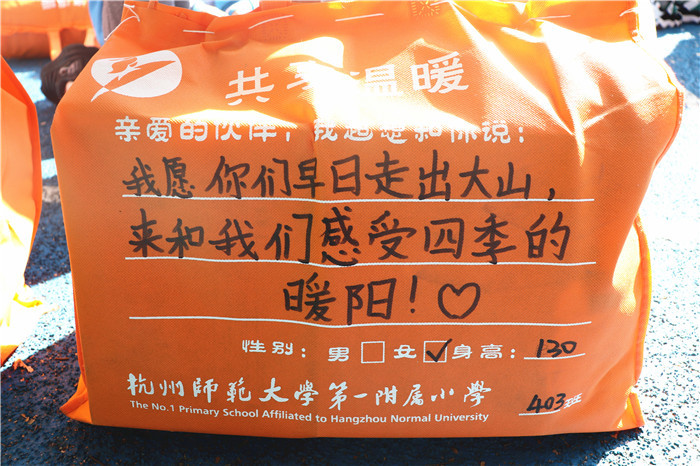 共享温暖
亲爱的伙伴,我超想和你说:
我愿你们早日走出大山,
来和我们感受四季的
暖阳!♡
性别: 男□ 女☑ 身高: 130
杭州師範大學第一附属小學
The No.1 Primary School Affiliated to Hangzhou Normal University
403班